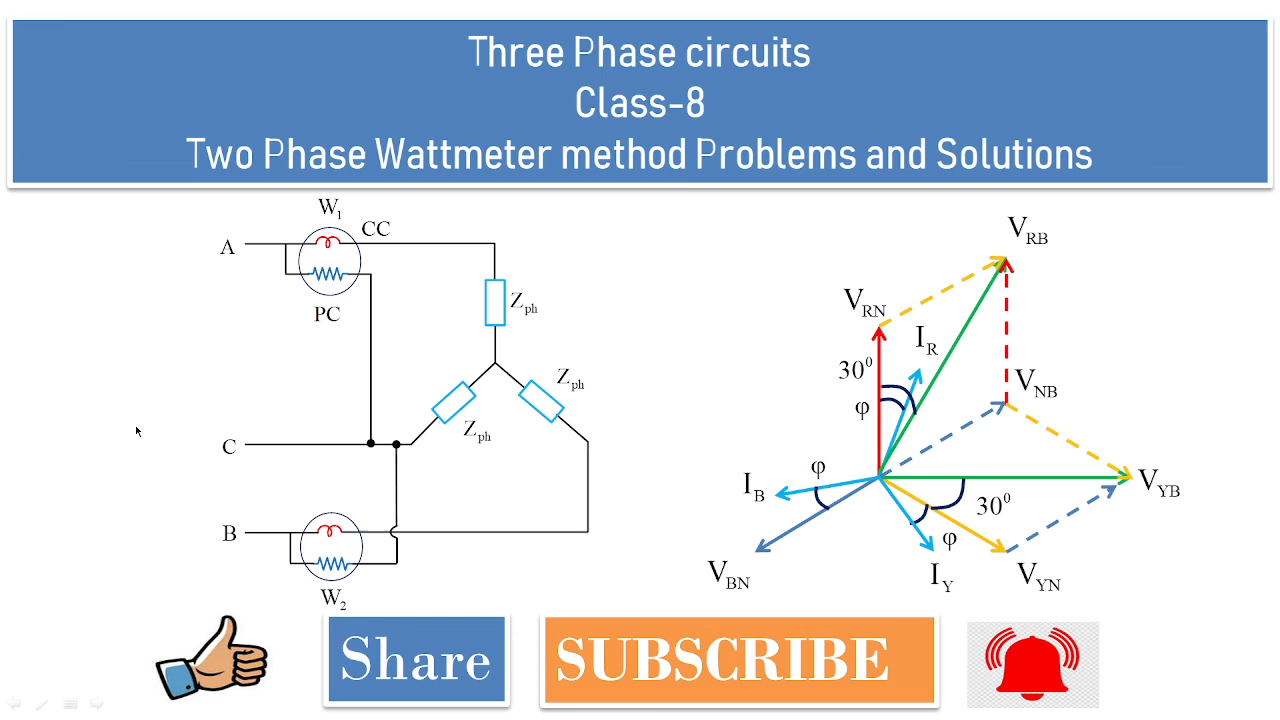 Three Phase circuits
Class-8
Two Phase Wattmeter method Problems and Solutions
W1
CC
A
PC
Zph
Zph
Zph
C
B
W2
VRB
VRN
IR
30⁰
φ
VNB
φ
IB
VYB
30⁰
φ
VBN
IY
VYN
Share
SUBSCRIBE